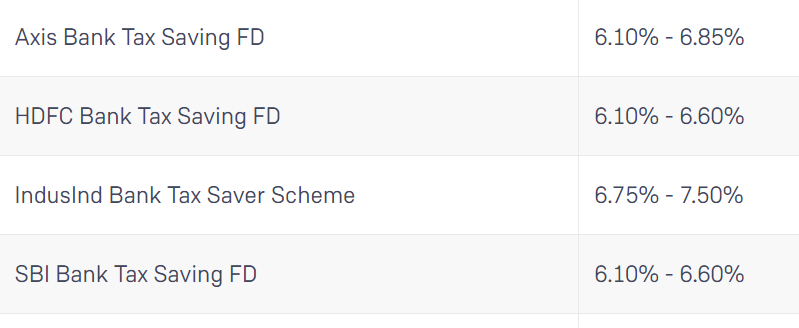 Axis Bank Tax Saving FD 6.10% - 6.85%
HDFC Bank Tax Saving FD 6.10% - 6.60%
IndusInd Bank Tax Saver Scheme 6.75% - 7.50%
SBI Bank Tax Saving FD 6.10% - 6.60%